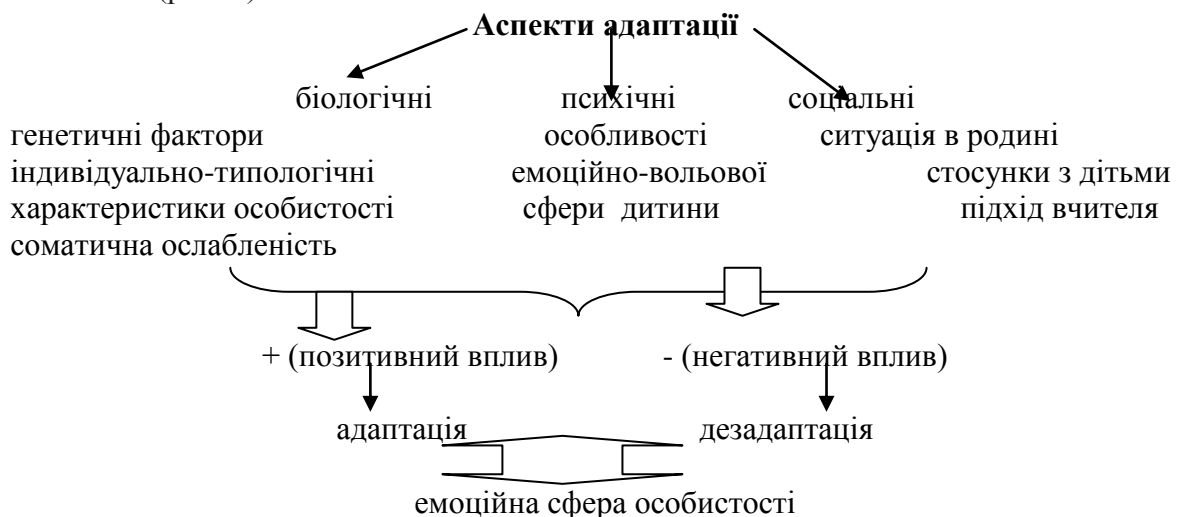 Аспекти адаптації
біологічні психічні соціальні
генетичні фактори особливості ситуація в родині
індивідуально-типологічні емоційно-вольової стосунки з дітьми
характеристики особистості сфери дитини підхід вчителя
соматична ослабленість
+ (позитивний вплив) - (негативний вплив)
адаптація дезадаптація
емоційна сфера особистості